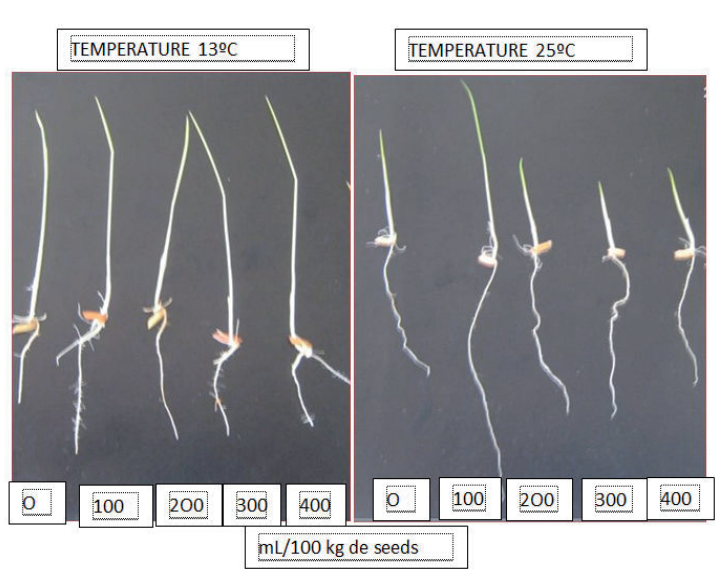 TEMPERATURE 13ºC
TEMPERATURE 25ºC
O 100 2OO 300 400
O 100 2OO 300 400
mL/100 kg de seeds